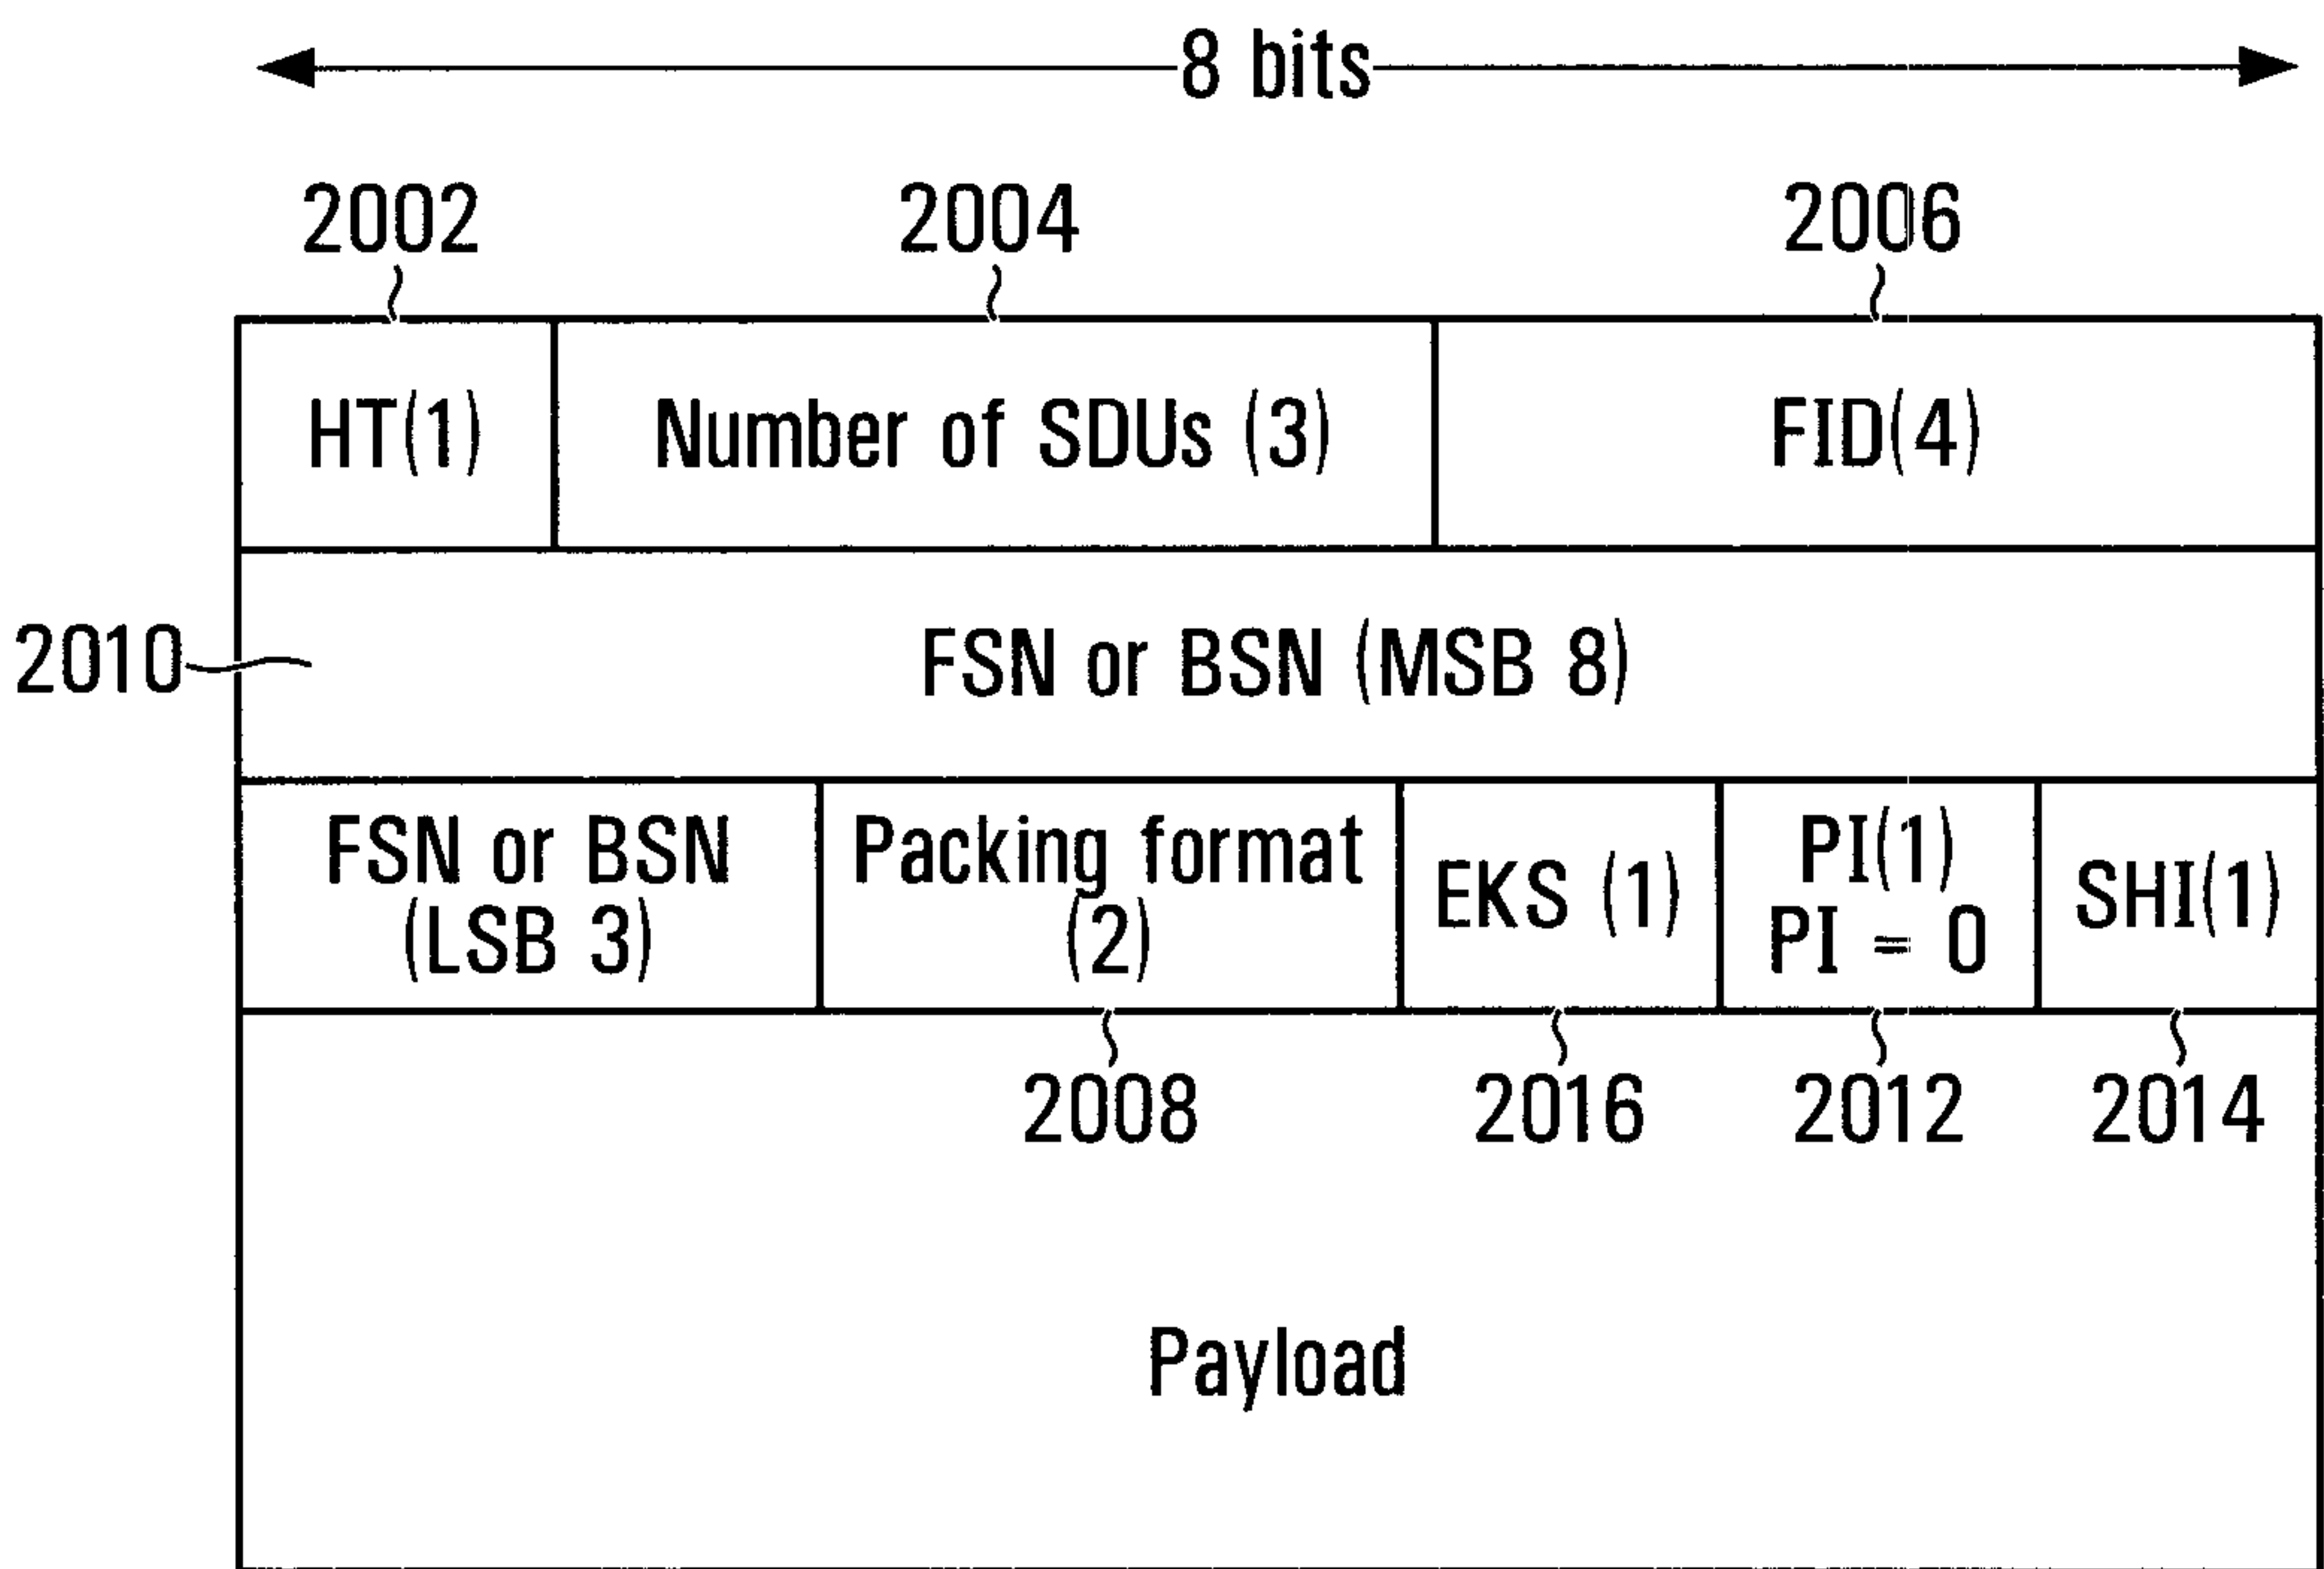 8 bits
2002 2004 2006
HT(1) Number of SDUs (3) FID(4)
2010 FSN or BSN (MSB 8)
FSN or BSN (LSB 3) Packing format (2) EKS (1) PI(1) PI = 0 SHI(1)
2008 2016 2012 2014
Payload